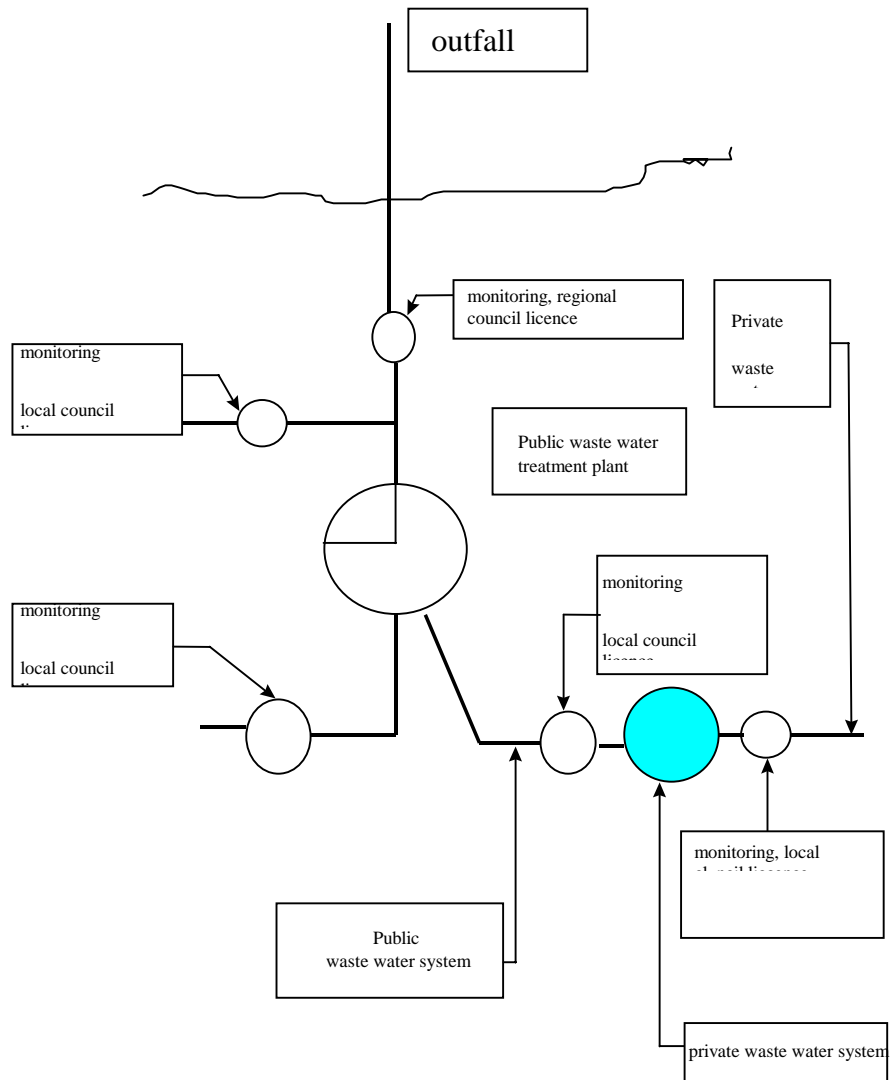 outfall
monitoring, regional
council licence
Private
waste
monitoring
local council
Public waste water
treatment plant
monitoring
local council
licence
monitoring
local council
monitoring, local
Public
waste water system
private waste water system